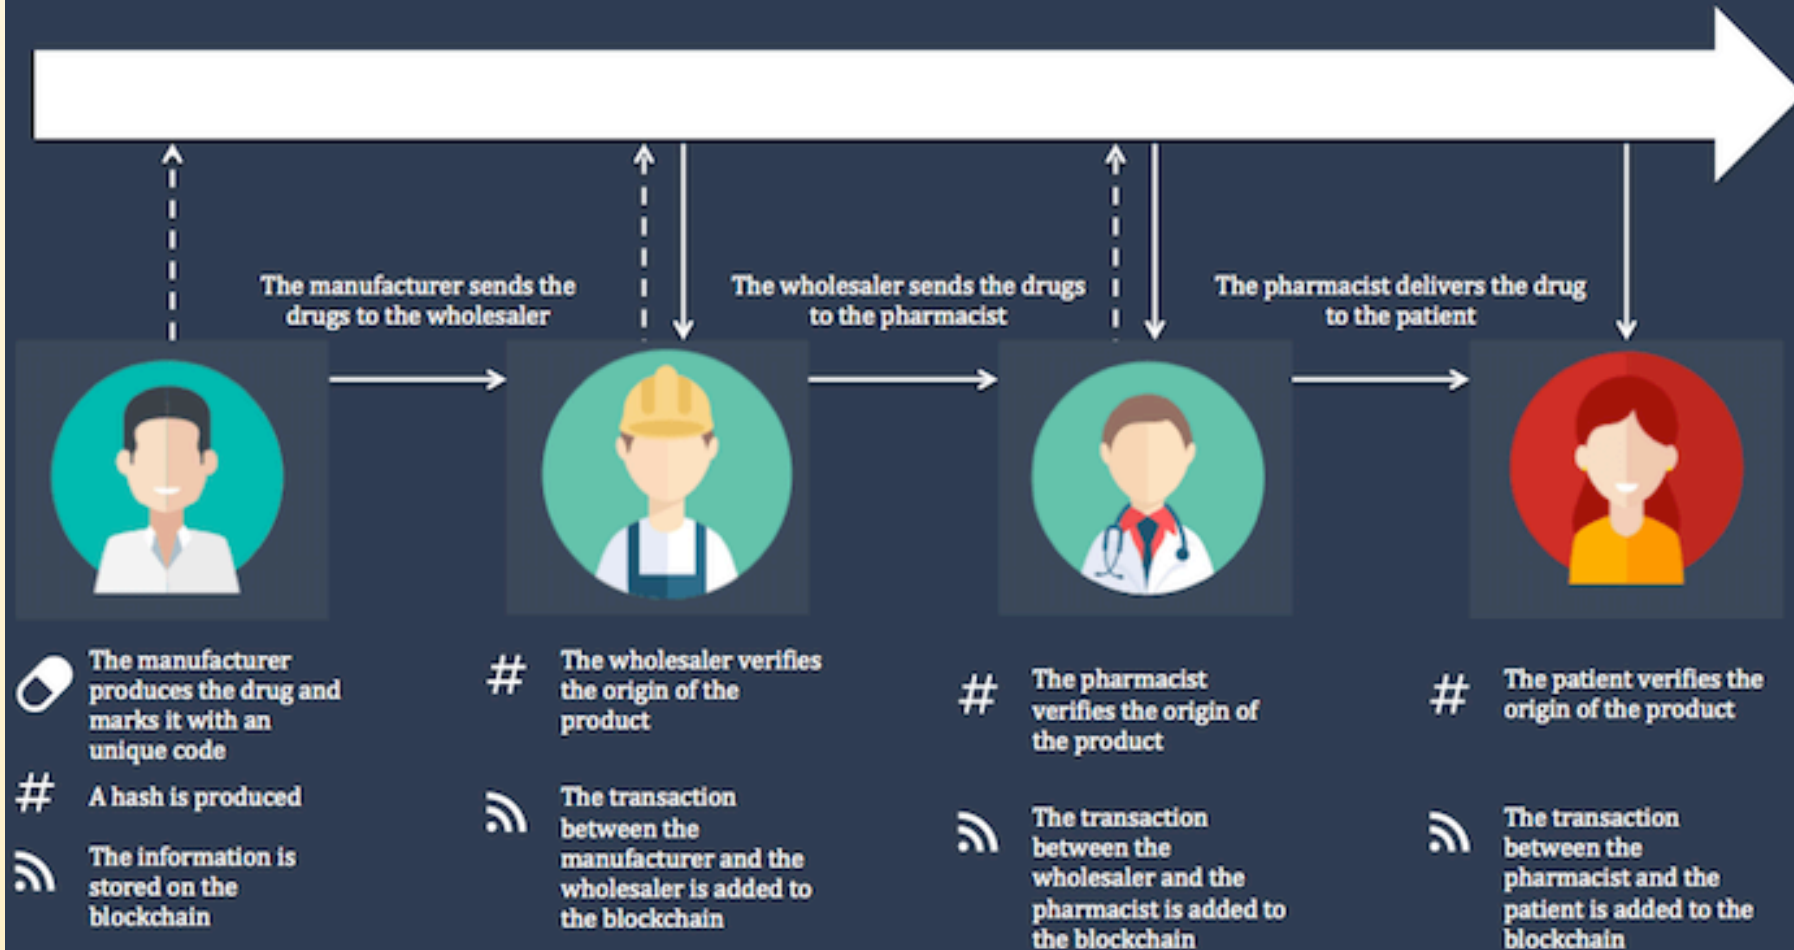 The manufacturer sends the
drugs to the wholesaler
The wholesaler sends the drugs
to the pharmacist
The pharmacist delivers the drug
to the patient
The manufacturer
produces the drug and
marks it with an
unique code
#
A hash is produced
The information is
stored on the
blockchain
#
The wholesaler verifies
the origin of the
product
The transaction
between the
manufacturer and the
wholesaler is added to
the blockchain
#
The pharmacist
verifies the origin of
the product
The transaction
between the
wholesaler and the
pharmacist is added to
the blockchain
#
The patient verifies the
origin of the product
The transaction
between the
pharmacist and the
patient is added to the
blockchain